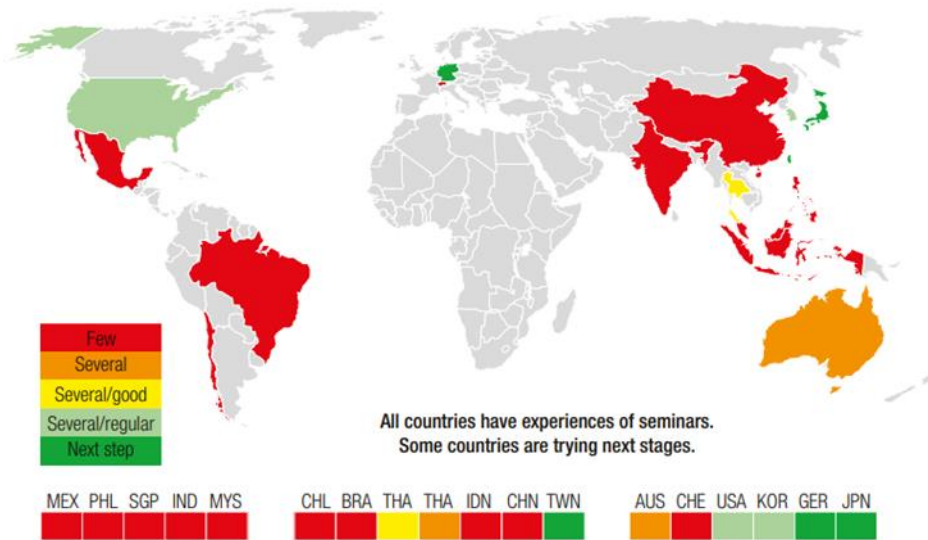 Few
Several
Several/good
Several/regular
Next step
All countries have experiences of seminars.
Some countries are trying next stages.
MEX PHL SGP IND MYS
CHL BRA THA THA IDN CHN TWN
AUS CHE USA KOR GER JPN